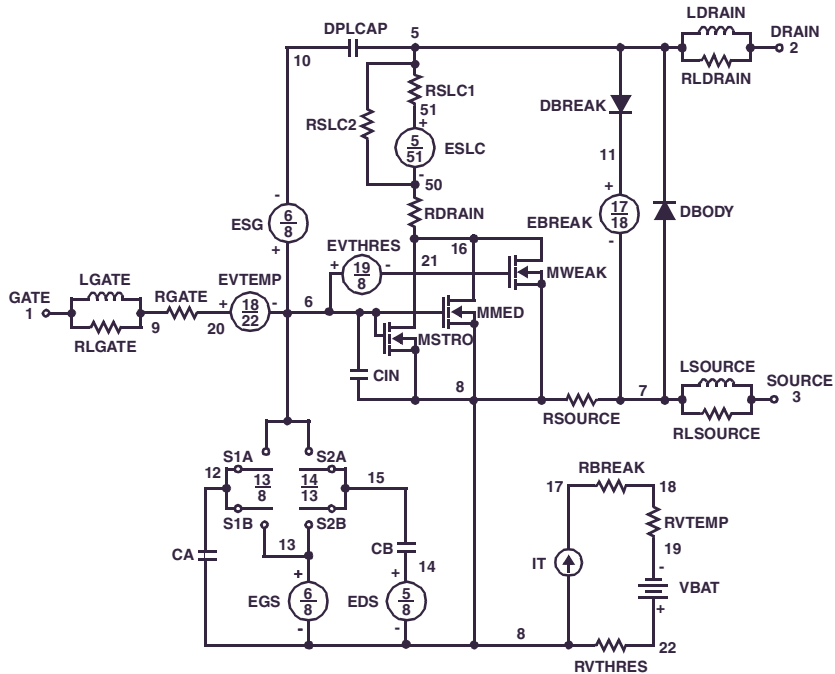 LDRAIN
DPLCAP
5
DRAIN
2
10
RLDRAIN
RSLC1
51
DBREAK
RSLC2
+
5
51
ESLC
-
50
11
-
+
6
8
ESG
+
RDRAIN
17
18
EBREAK
-
DBODY
EVTHRES
16
21
+
19
8
-
MWEAK
LGATE
EVTEMP
GATE
1
RGATE
+
18
22
-
6
MMED
9
20
RLGATE
MSTRO
CIN
LSOURCE
8
7
SOURCE
3
RSOURCE
RLSOURCE
S1A
S2A
12
13
8
14
13
15
S1B
S2B
RBREAK
17
18
RVTEMP
13
CB
CA
14
IT
19
-
VBAT
+
+
EGS
6
8
-
+
EDS
5
8
-
8
22
RVTHRES